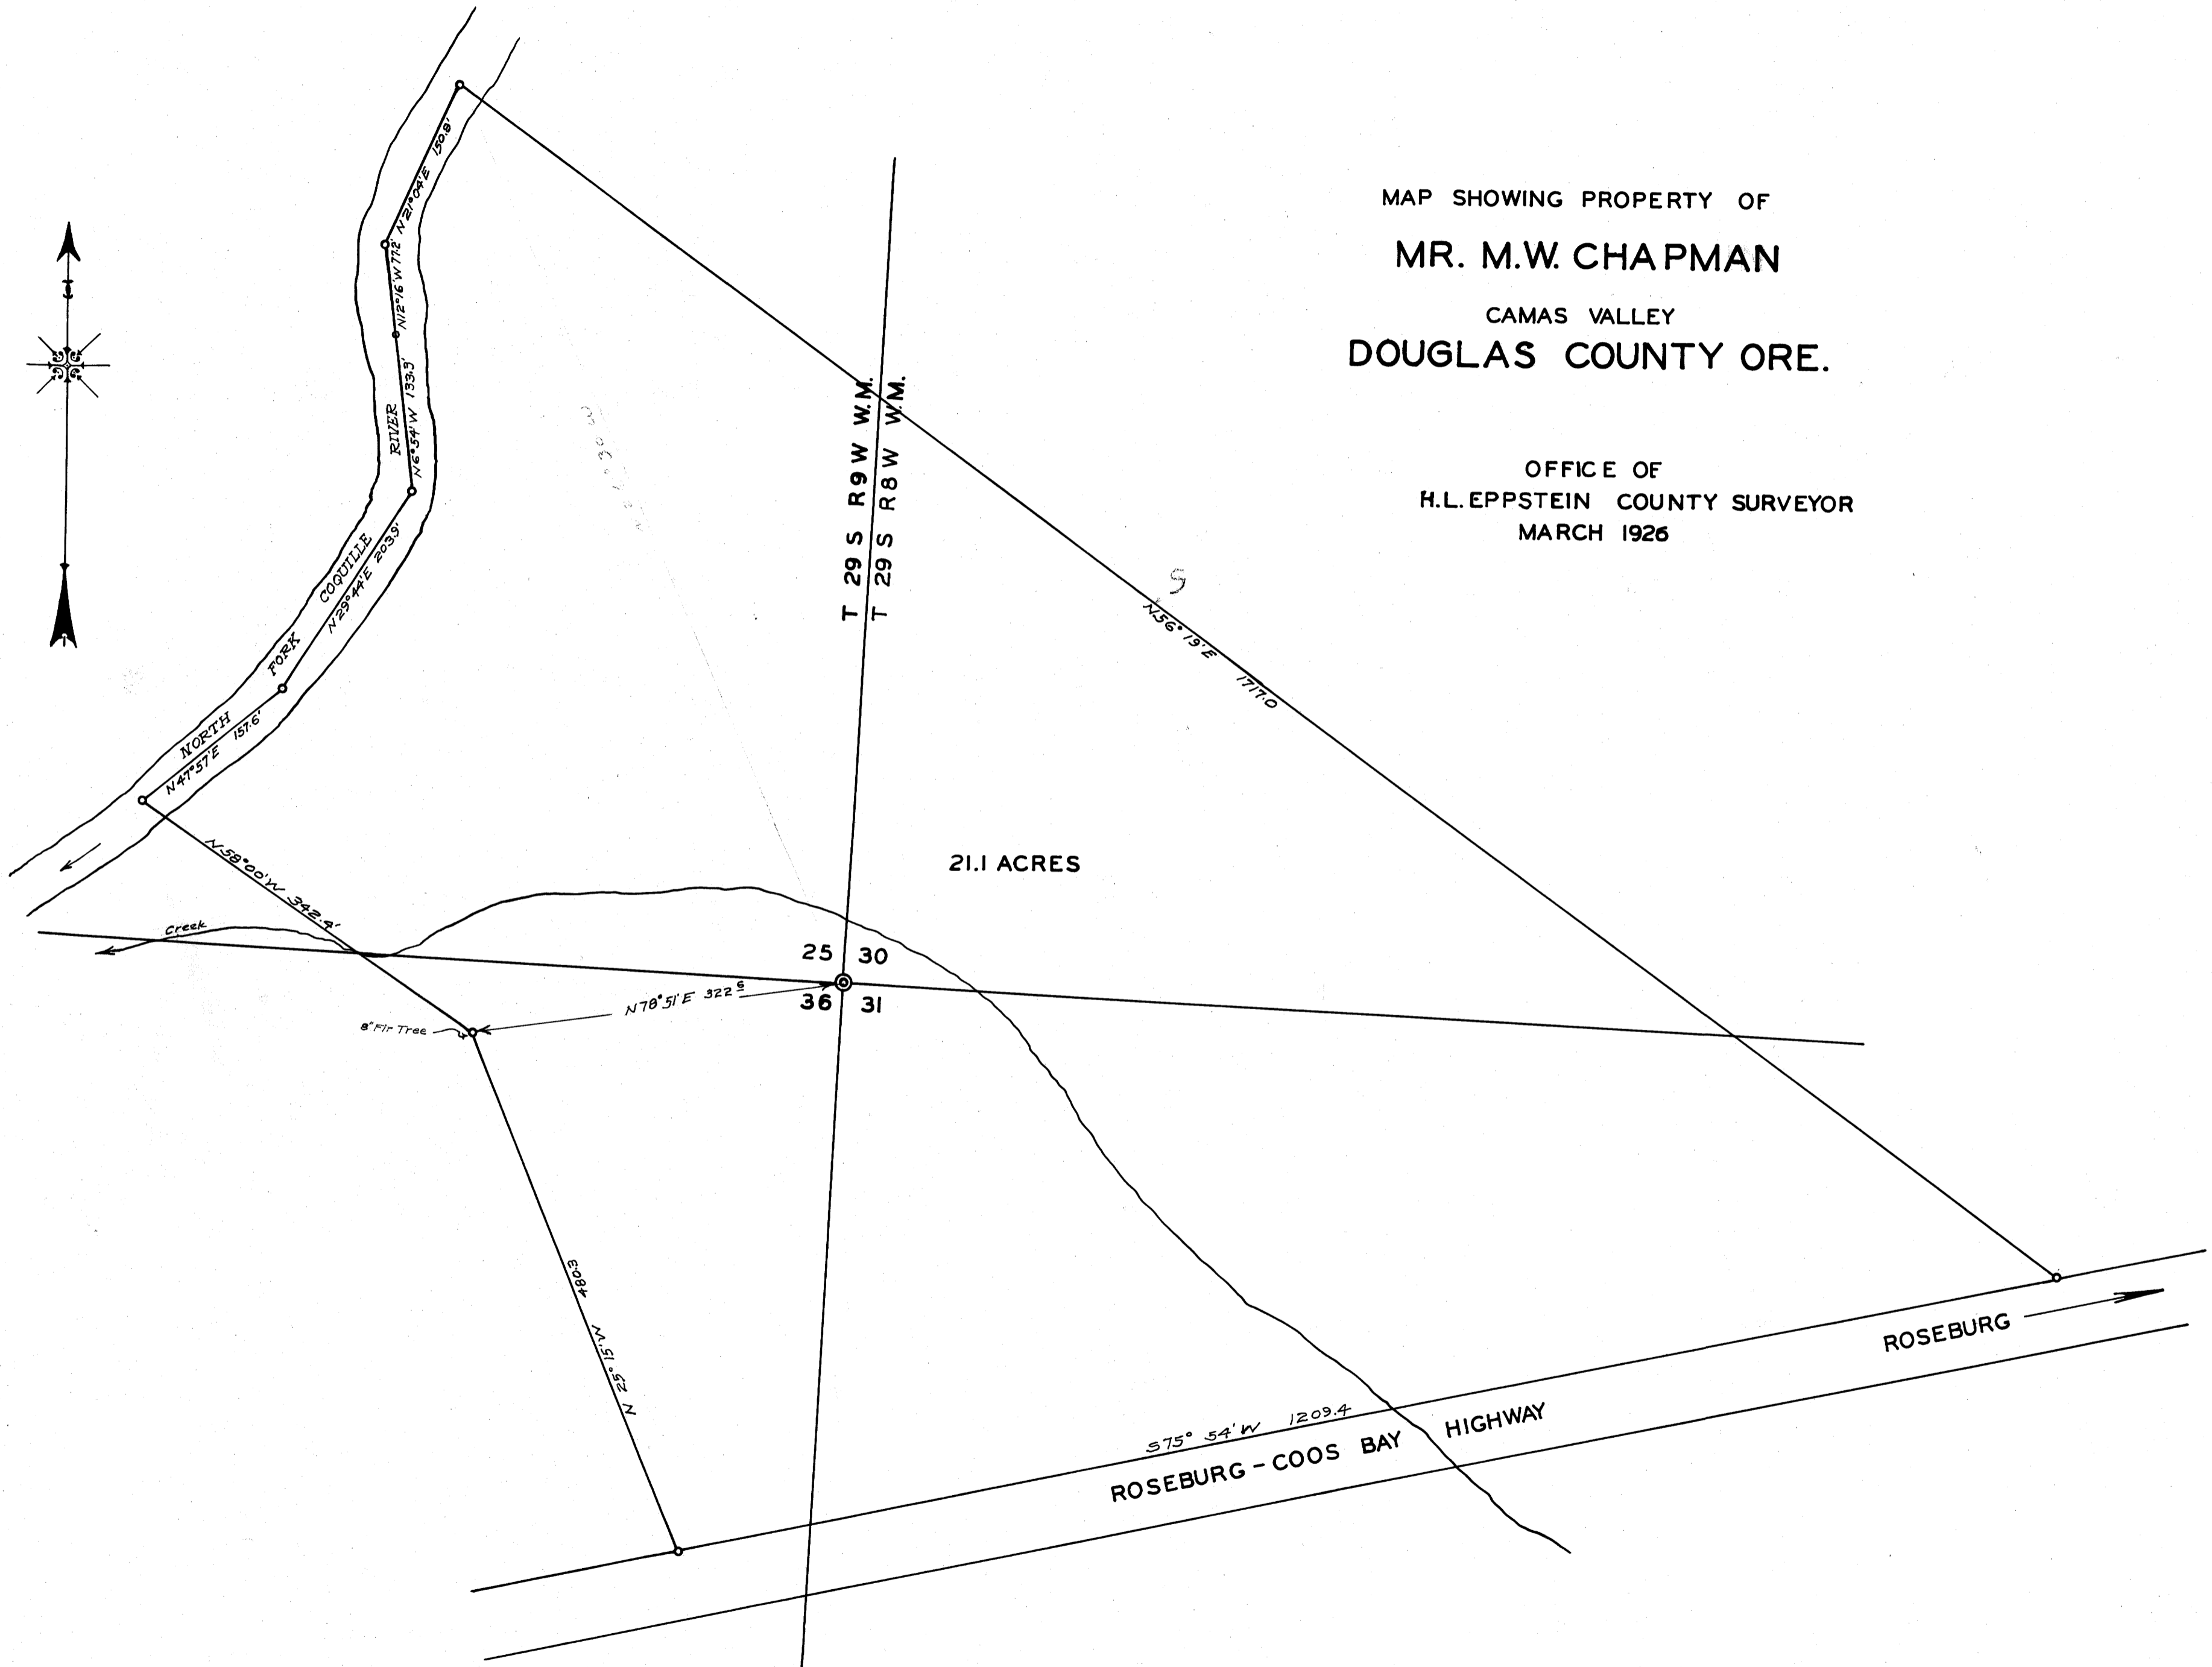 MAP SHOWING PROPERTY OF
MR. M.W. CHAPMAN
CAMAS VALLEY
DOUGLAS COUNTY ORE.
OFFICE OF
H.L. EPPSTEIN COUNTY SURVEYOR
MARCH 1926
N 21°04'E 150.8'
N12°16'W 77.2'
N6°54'W 133.3'
N29°44'E 203.9'
N47°57'E 157.6'
NORTH FORK COQUILLE RIVER
T 29 S R9W W.M.
T 29 S R8W W.M.
S
N.56° 19'E 1717.0
21.1 ACRES
N58°00'W 342.4'
Creek
25 30
36 31
N78°51'E 322 6
8" Fir Tree
N 25° 15'W 480.3
S75° 54'W 1209.4
ROSEBURG - COOS BAY HIGHWAY
ROSEBURG